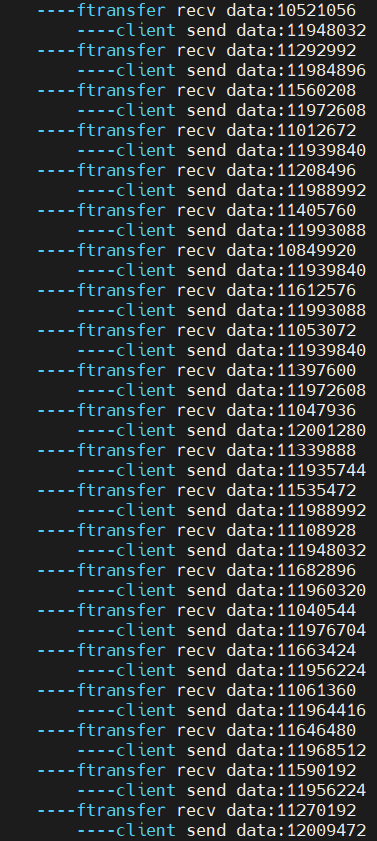 ----ftransfer recv data:10521056
----client send data:11948032
----ftransfer recv data:11292992
----client send data:11984896
----ftransfer recv data:11560208
----client send data:11972608
----ftransfer recv data:11012672
----client send data:11939840
----ftransfer recv data:11208496
----client send data:11988992
----ftransfer recv data:11405760
----client send data:11993088
----ftransfer recv data:10849920
----client send data:11939840
----ftransfer recv data:11612576
----client send data:11993088
----ftransfer recv data:11053072
----client send data:11939840
----ftransfer recv data:11397600
----client send data:11972608
----ftransfer recv data:11047936
----client send data:12001280
----ftransfer recv data:11339888
----client send data:11935744
----ftransfer recv data:11535472
----client send data:11988992
----ftransfer recv data:11108928
----client send data:11948032
----ftransfer recv data:11682896
----client send data:11960320
----ftransfer recv data:11040544
----client send data:11976704
----ftransfer recv data:11663424
----client send data:11956224
----ftransfer recv data:11061360
----client send data:11964416
----ftransfer recv data:11646480
----client send data:11968512
----ftransfer recv data:11590192
----client send data:11956224
----ftransfer recv data:11270192
----client send data:12009472